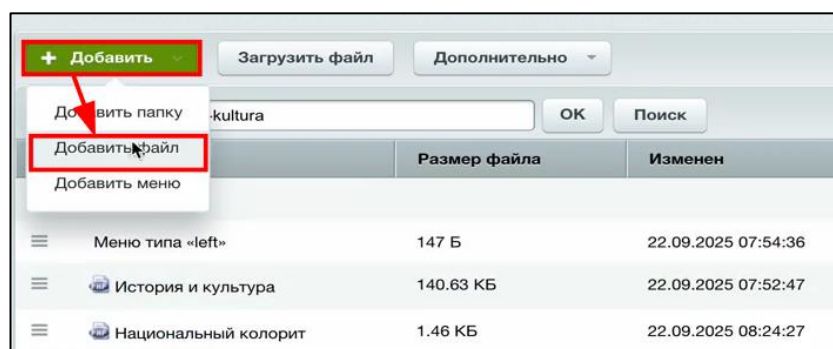 + Добавить Загрузить файл Дополнительно
Добавить папку -kultura OK Поиск
Добавить файл Размер файла Изменен
Добавить меню
Меню типа «left» 147 Б 22.09.2025 07:54:36
История и культура 140.63 КБ 22.09.2025 07:52:47
Национальный колорит 1.46 КБ 22.09.2025 08:24:27